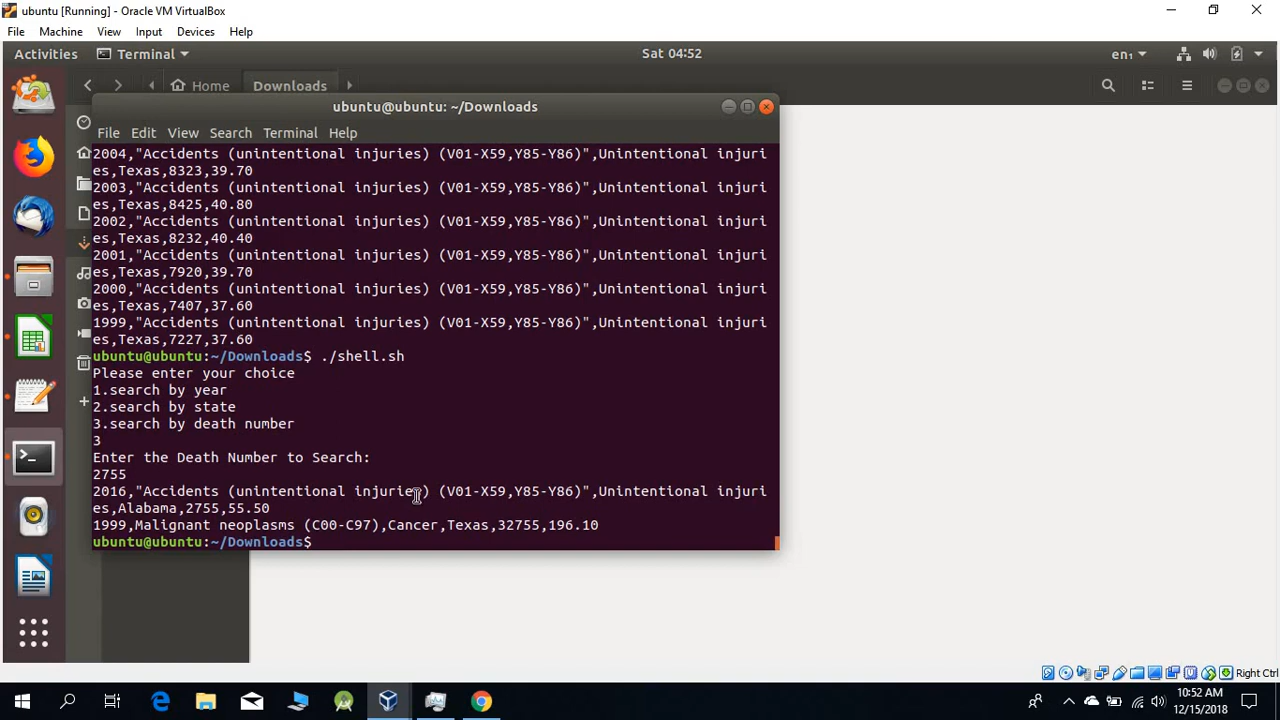 ubuntu [Running] - Oracle VM VirtualBox
File Machine View Input Devices Help
Activities Terminal Sat 04:52 en₁
Home Downloads
ubuntu@ubuntu: ~/Downloads
File Edit View Search Terminal Help
2004,"Accidents (unintentional injuries) (V01-X59,Y85-Y86)",Unintentional injuri
es,Texas,8323,39.70
2003,"Accidents (unintentional injuries) (V01-X59,Y85-Y86)",Unintentional injuri
es,Texas,8425,40.80
2002,"Accidents (unintentional injuries) (V01-X59,Y85-Y86)",Unintentional injuri
es,Texas,8232,40.40
2001,"Accidents (unintentional injuries) (V01-X59,Y85-Y86)",Unintentional injuri
es,Texas,7920,39.70
2000,"Accidents (unintentional injuries) (V01-X59,Y85-Y86)",Unintentional injuri
es,Texas,7407,37.60
1999,"Accidents (unintentional injuries) (V01-X59,Y85-Y86)",Unintentional injuri
es,Texas,7227,37.60
ubuntu@ubuntu:~/Downloads$ ./shell.sh
Please enter your choice
1.search by year
2.search by state
3.search by death number
3
Enter the Death Number to Search:
2755
2016,"Accidents (unintentional injuries) (V01-X59,Y85-Y86)",Unintentional injuri
es,Alabama,2755,55.50
1999,Malignant neoplasms (C00-C97),Cancer,Texas,32755,196.10
ubuntu@ubuntu:~/Downloads$
Right Ctrl
10:52 AM
12/15/2018